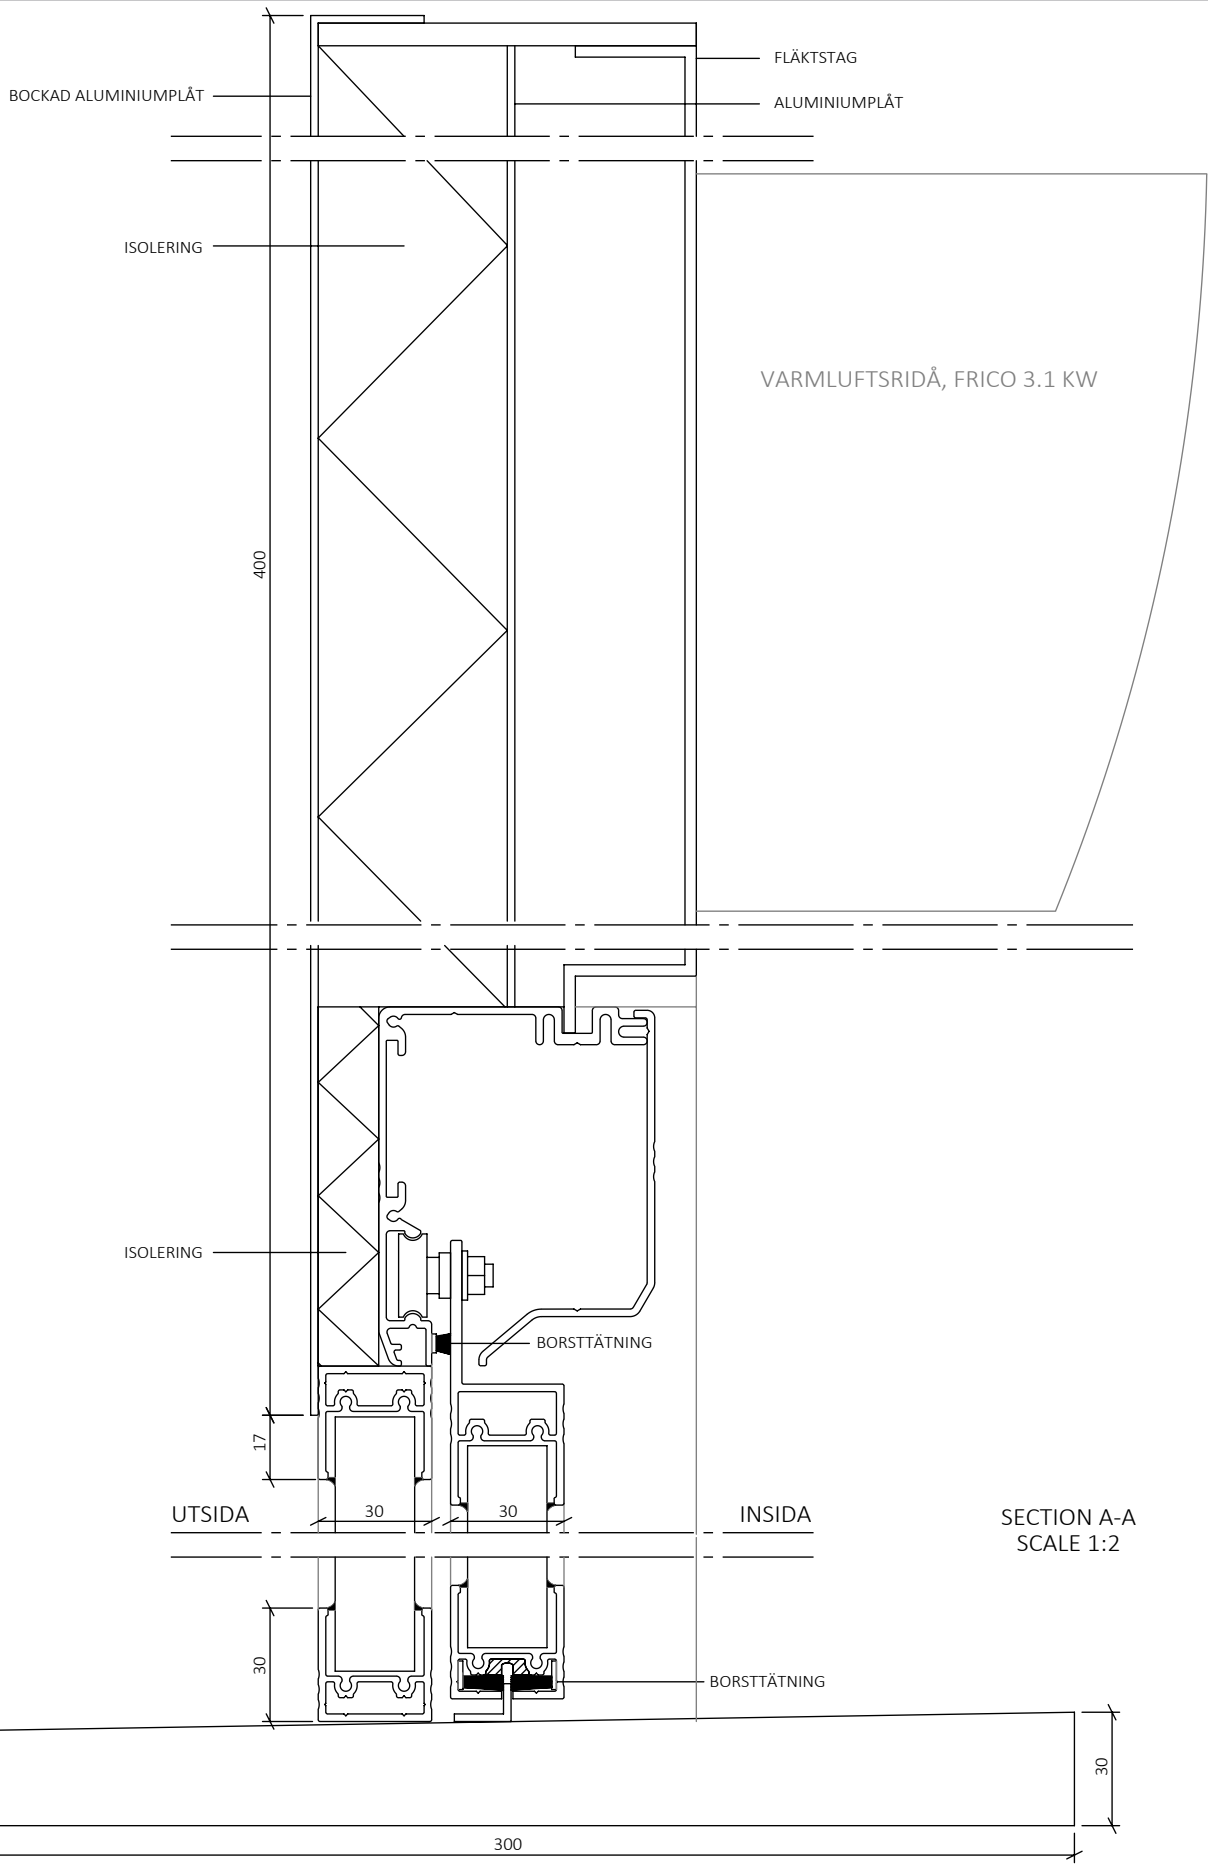 FLÄKTSTAG
BOCKAD ALUMINIUMPLÅT
ALUMINIUMPLÅT
ISOLERING
VARMLUFTSRIDÅ, FRICO 3.1 KW
400
ISOLERING
BORSTTÄTNING
17
UTSIDA
30
30
INSIDA
SECTION A-A
SCALE 1:2
30
BORSTTÄTNING
30
300